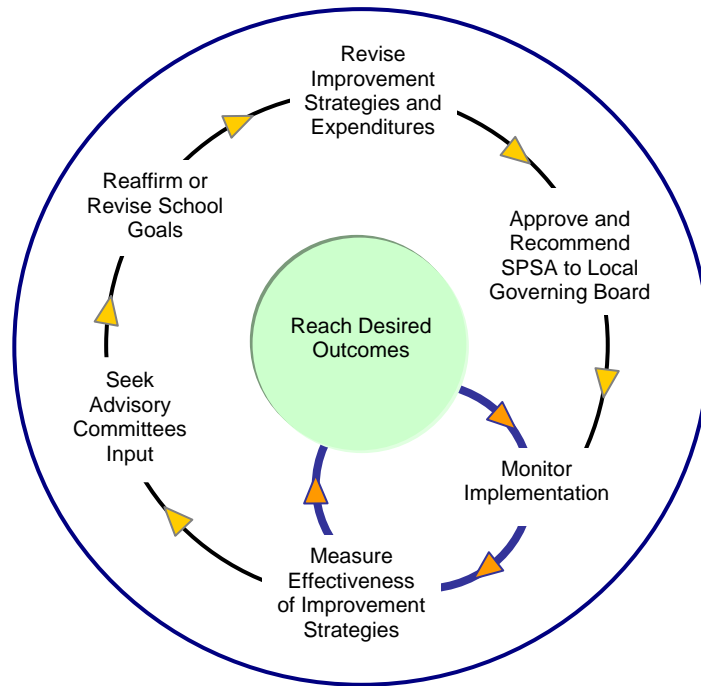 Revise
Improvement
Strategies and
Expenditures
Approve and
Recommend
SPSA to Local
Governing Board
Monitor
Implementation
Measure
Effectiveness
of Improvement
Strategies
Seek
Advisory
Committees
Input
Reaffirm or
Revise School
Goals
Reach Desired
Outcomes